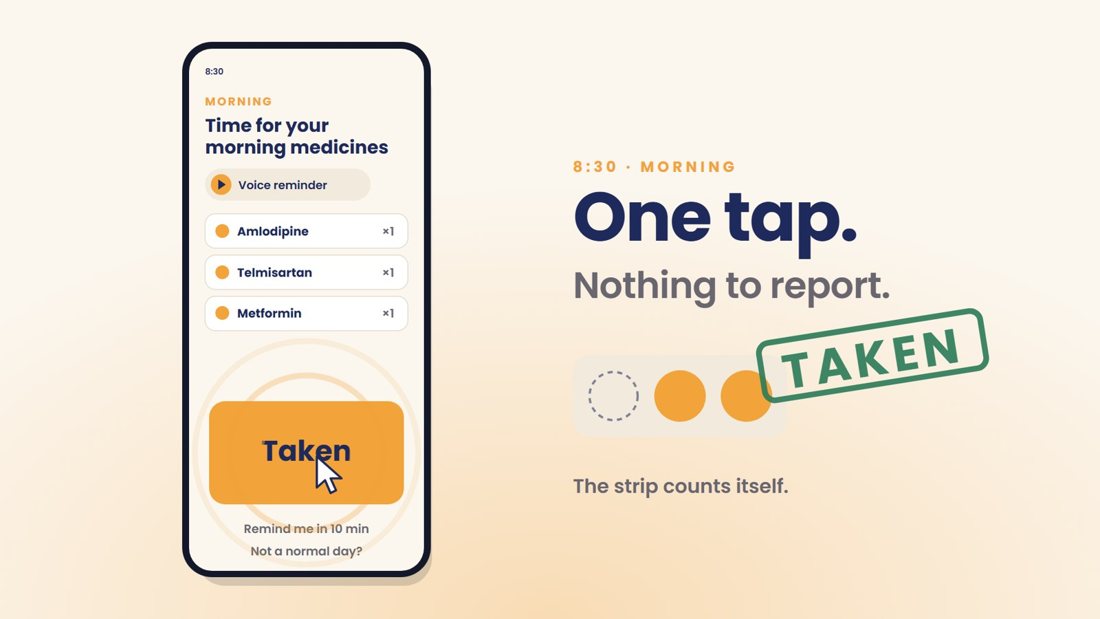 8:30
MORNING
Time for your
morning medicines
Voice reminder
Amlodipine ×1
Telmisartan ×1
Metformin ×1
Taken
Remind me in 10 min
Not a normal day?
8:30 · MORNING
One tap.
Nothing to report.
TAKEN
The strip counts itself.